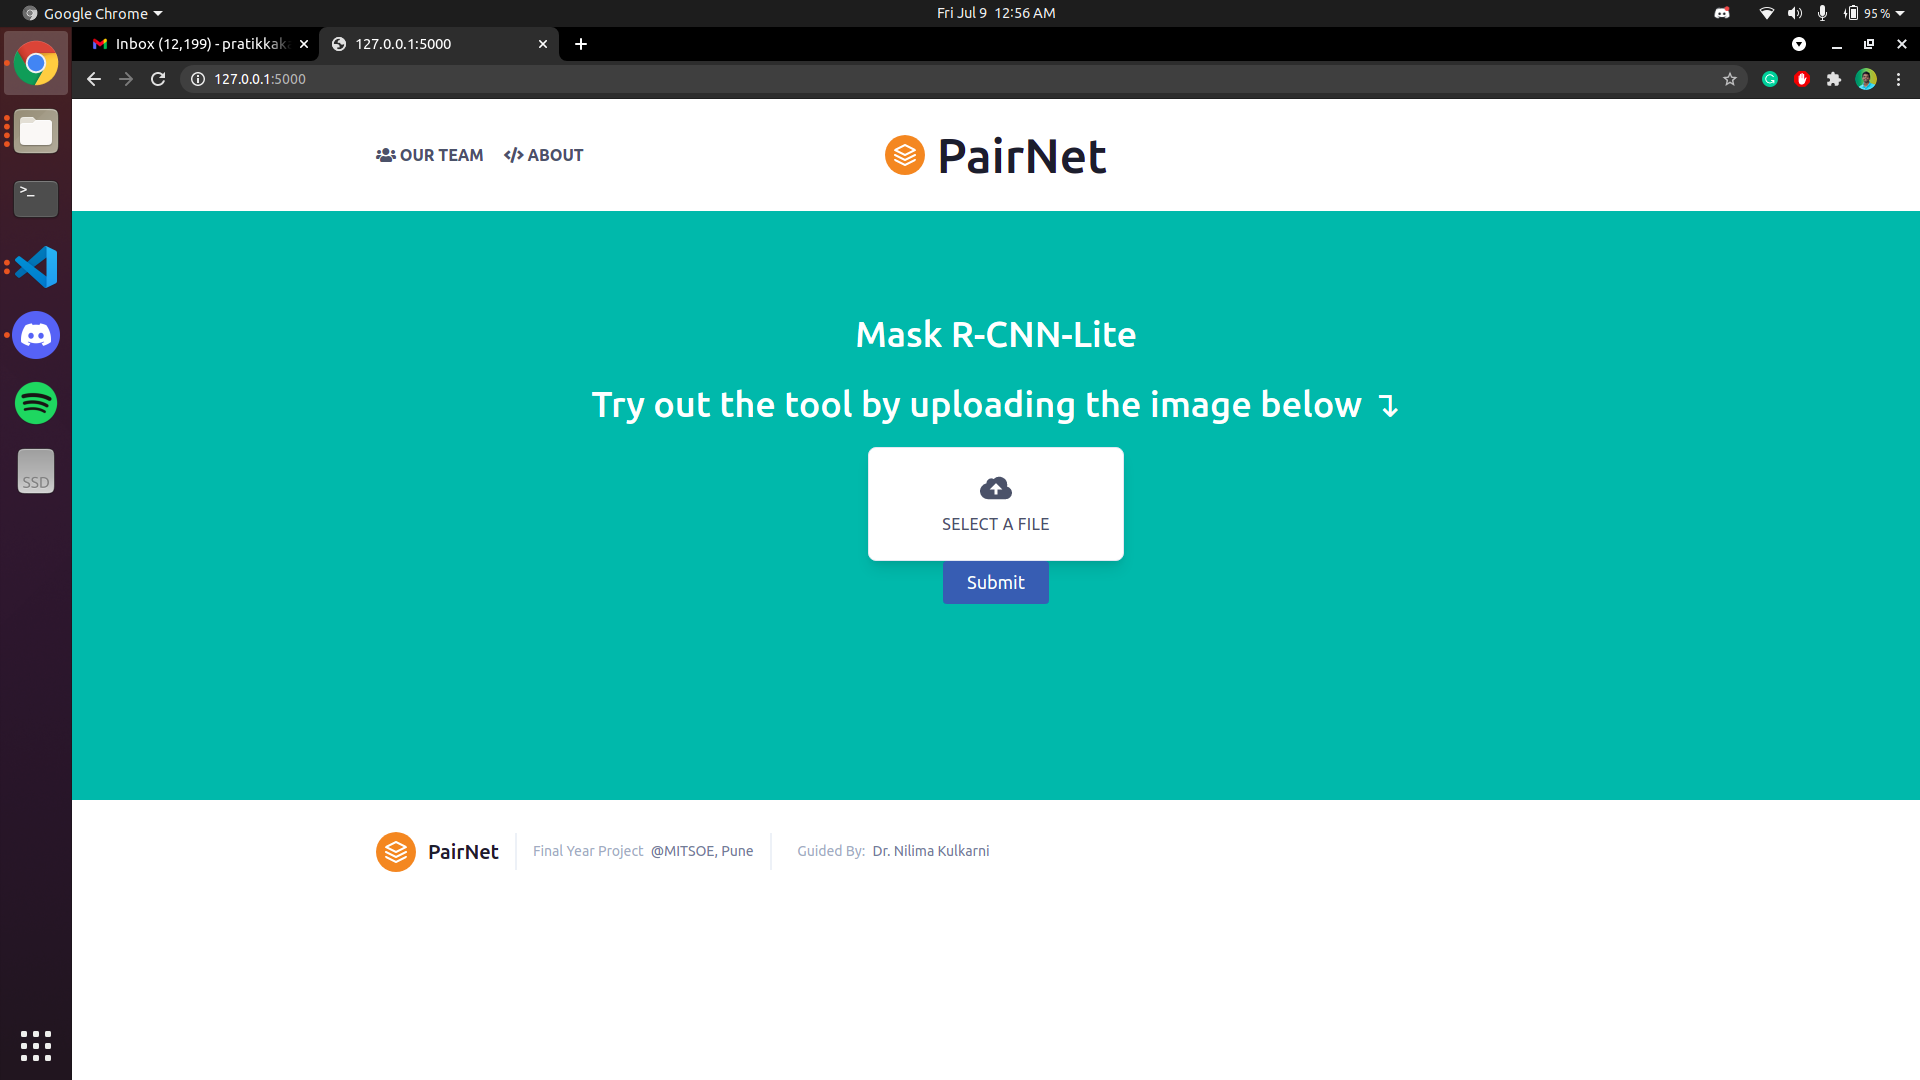 Google Chrome
Fri Jul 9 12:56 AM
95 %
Inbox (12,199) - pratikkak
127.0.0.1:5000
127.0.0.1:5000
OUR TEAM
ABOUT
PairNet
Mask R-CNN-Lite
Try out the tool by uploading the image below ↴
SELECT A FILE
Submit
PairNet
Final Year Project @MITSOE, Pune
Guided By: Dr. Nilima Kulkarni
>_
SSD